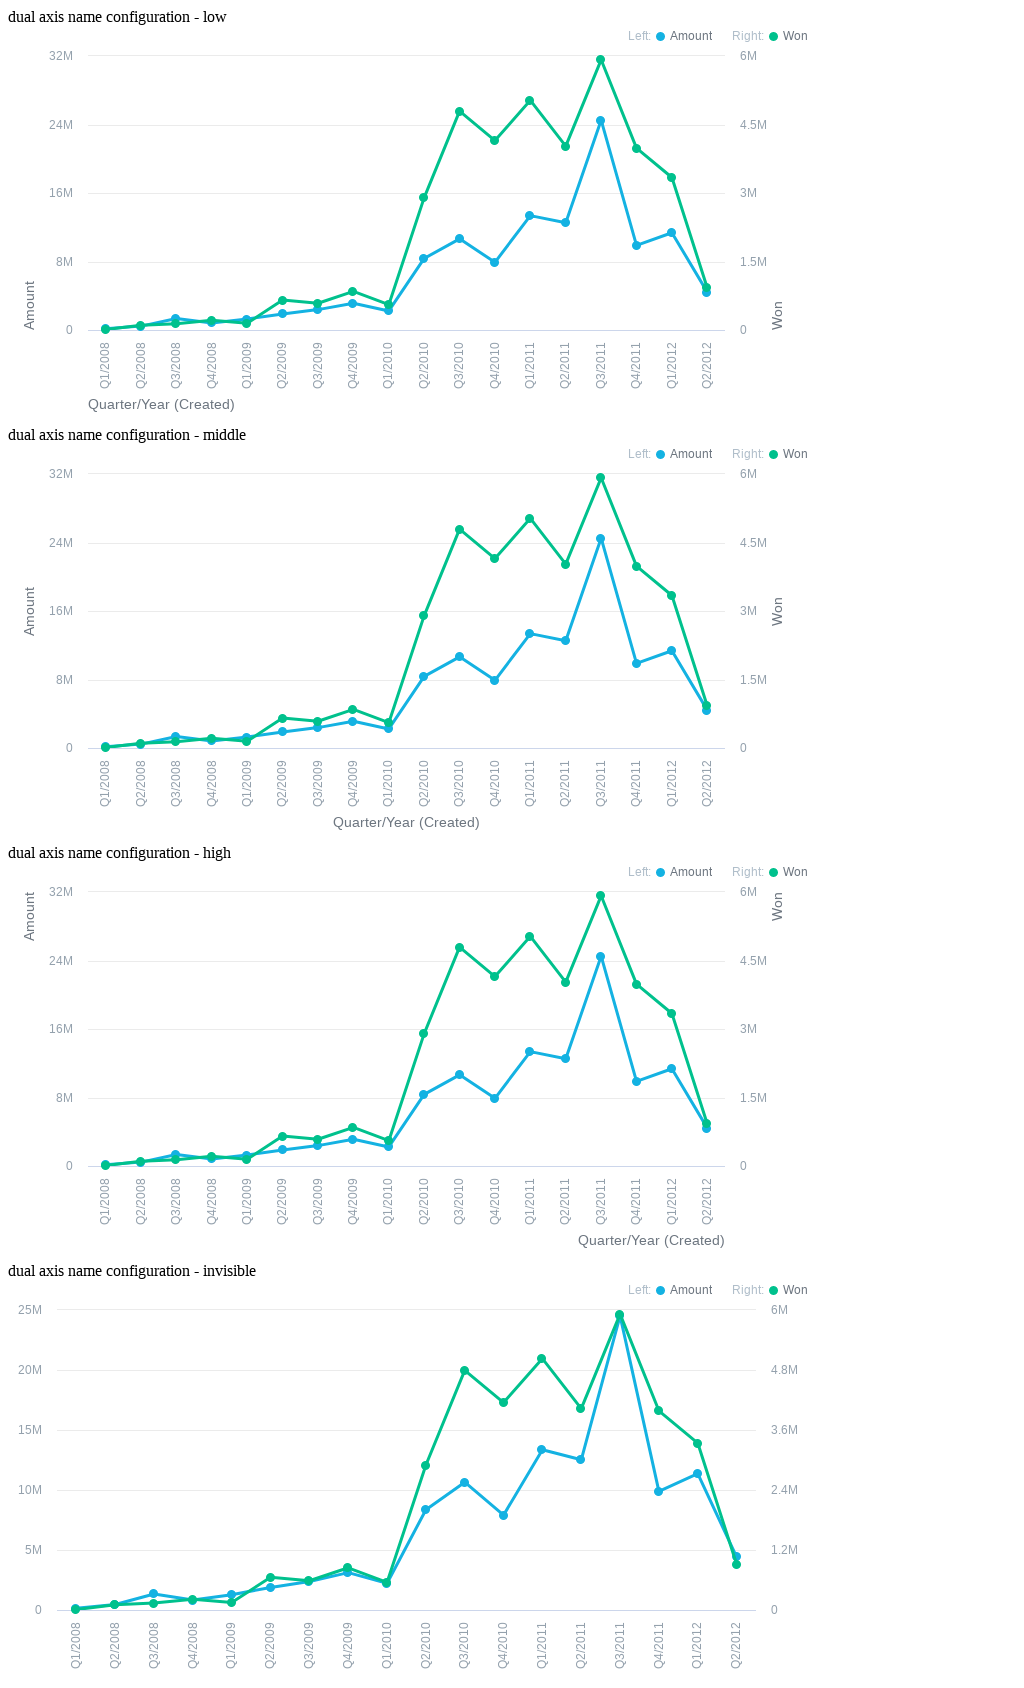 dual axis name configuration - low
Left: Amount Right: Won
32M 6M
24M 4.5M
16M 3M
8M 1.5M
0 0
Amount
Won
Q1/2008 Q2/2008 Q3/2008 Q4/2008 Q1/2009 Q2/2009 Q3/2009 Q4/2009 Q1/2010 Q2/2010 Q3/2010 Q4/2010 Q1/2011 Q2/2011 Q3/2011 Q4/2011 Q1/2012 Q2/2012
Quarter/Year (Created)
dual axis name configuration - middle
Left: Amount Right: Won
32M 6M
24M 4.5M
16M 3M
8M 1.5M
0 0
Amount
Won
Q1/2008 Q2/2008 Q3/2008 Q4/2008 Q1/2009 Q2/2009 Q3/2009 Q4/2009 Q1/2010 Q2/2010 Q3/2010 Q4/2010 Q1/2011 Q2/2011 Q3/2011 Q4/2011 Q1/2012 Q2/2012
Quarter/Year (Created)
dual axis name configuration - high
Left: Amount Right: Won
32M 6M
24M 4.5M
16M 3M
8M 1.5M
0 0
Amount
Won
Q1/2008 Q2/2008 Q3/2008 Q4/2008 Q1/2009 Q2/2009 Q3/2009 Q4/2009 Q1/2010 Q2/2010 Q3/2010 Q4/2010 Q1/2011 Q2/2011 Q3/2011 Q4/2011 Q1/2012 Q2/2012
Quarter/Year (Created)
dual axis name configuration - invisible
Left: Amount Right: Won
25M 6M
20M 4.8M
15M 3.6M
10M 2.4M
5M 1.2M
0 0
Q1/2008 Q2/2008 Q3/2008 Q4/2008 Q1/2009 Q2/2009 Q3/2009 Q4/2009 Q1/2010 Q2/2010 Q3/2010 Q4/2010 Q1/2011 Q2/2011 Q3/2011 Q4/2011 Q1/2012 Q2/2012